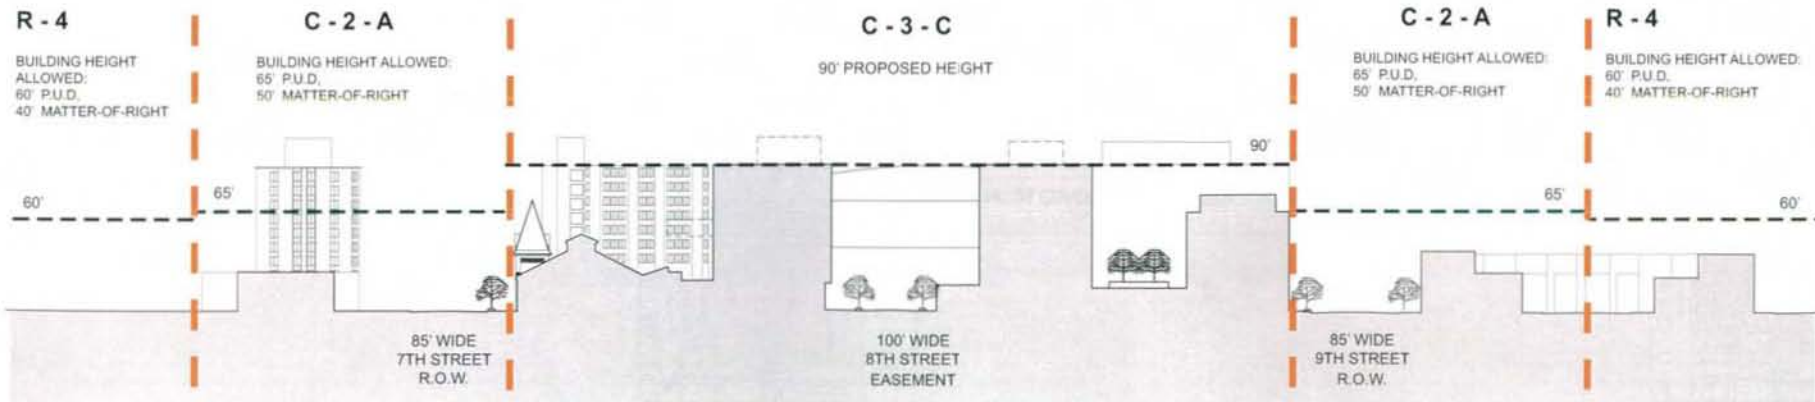 R - 4
BUILDING HEIGHT
ALLOWED:
60' P.U.D,
40' MATTER-OF-RIGHT
C - 2 - A
BUILDING HEIGHT ALLOWED:
65' P.U.D,
50' MATTER-OF-RIGHT
C - 3 - C
90' PROPOSED HEIGHT
C - 2 - A
BUILDING HEIGHT ALLOWED:
65' P.U.D,
50' MATTER-OF-RIGHT
R - 4
BUILDING HEIGHT ALLOWED:
60' P.U.D,
40' MATTER-OF-RIGHT
60'
65'
90'
65'
60'
85' WIDE
7TH STREET
R.O.W.
100' WIDE
8TH STREET
EASEMENT
85' WIDE
9TH STREET
R.O.W.